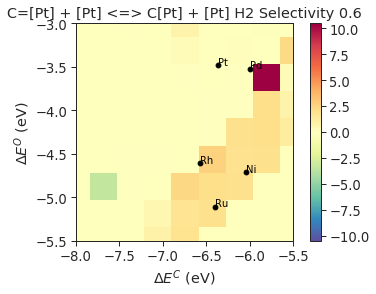 C=[Pt] + [Pt] <=> C[Pt] + [Pt] H2 Selectivity 0.6
−3.0
−3.5
−4.0
−4.5
−5.0
−5.5
ΔE^O (eV)
Pt
Pd
Rh
Ni
Ru
−8.0 −7.5 −7.0 −6.5 −6.0 −5.5
ΔE^C (eV)
10.0
7.5
5.0
2.5
0.0
−2.5
−5.0
−7.5
−10.0